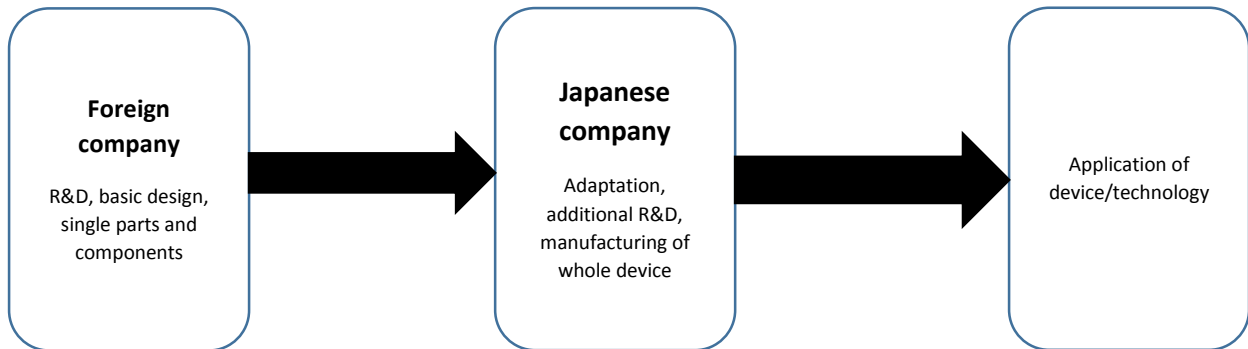 Foreign
company
R&D, basic design,
single parts and
components
Japanese
company
Adaptation,
additional R&D,
manufacturing of
whole device
Application of
device/technology